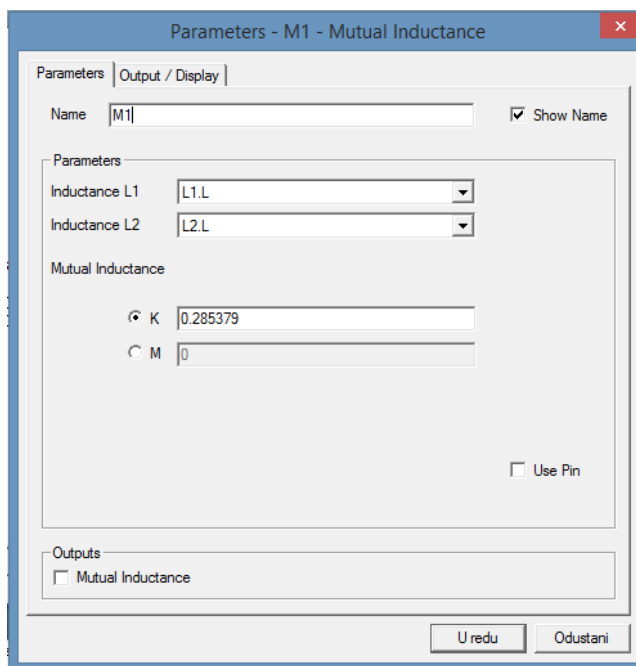 Parameters - M1 - Mutual Inductance
Parameters Output / Display
Name M1 Show Name
Parameters
Inductance L1 L1.L
Inductance L2 L2.L
Mutual Inductance
K 0.285379
M 0
Use Pin
Outputs
Mutual Inductance
U redu Odustani